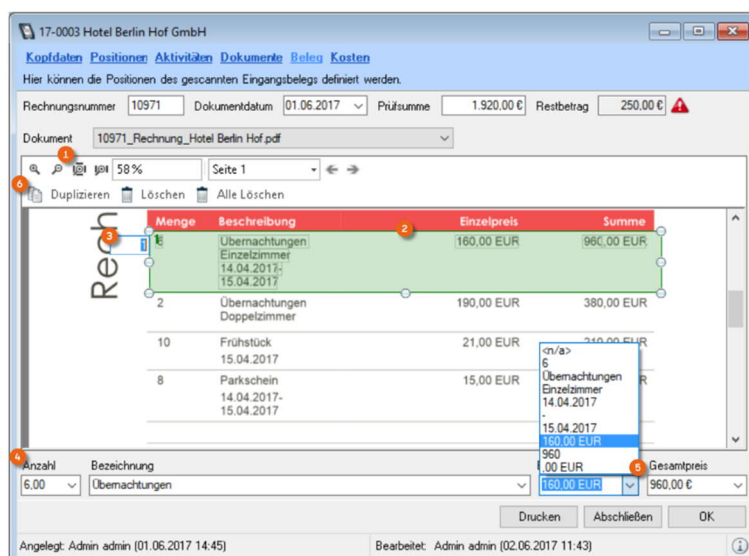 17-0003 Hotel Berlin Hof GmbH
Kopfdaten Positionen Aktivitäten Dokumente Beleg Kosten
Hier können die Positionen des gescannten Eingangsbelegs definiert werden.
Rechnungsnummer 10971 Dokumentdatum 01.06.2017 Prüfsumme 1.920,00 € Restbetrag 250,00 €
Dokument 10971_Rechnung_Hotel Berlin Hof.pdf
1
58% Seite 1
6
Duplizieren Löschen Alle Löschen
Rech
Menge Beschreibung Einzelpreis Summe
2
3
1 Übernachtungen 160,00 EUR 960,00 EUR
Einzelzimmer
14.04.2017-
15.04.2017
2 Übernachtungen 190,00 EUR 380,00 EUR
Doppelzimmer
10 Frühstück 21,00 EUR 210,00 EUR
15.04.2017
8 Parkschein 15,00 EUR R
14.04.2017-
15.04.2017
<n/a>
6
Übernachtungen
Einzelzimmer
14.04.2017
-
15.04.2017
160,00 EUR
960
,00 EUR
4
5
Anzahl Bezeichnung Gesamtpreis
6,00 Übernachtungen 160,00 EUR 960,00 €
Drucken Abschließen OK
Angelegt: Admin admin (01.06.2017 14:45) Bearbeitet: Admin admin (02.06.2017 11:43)